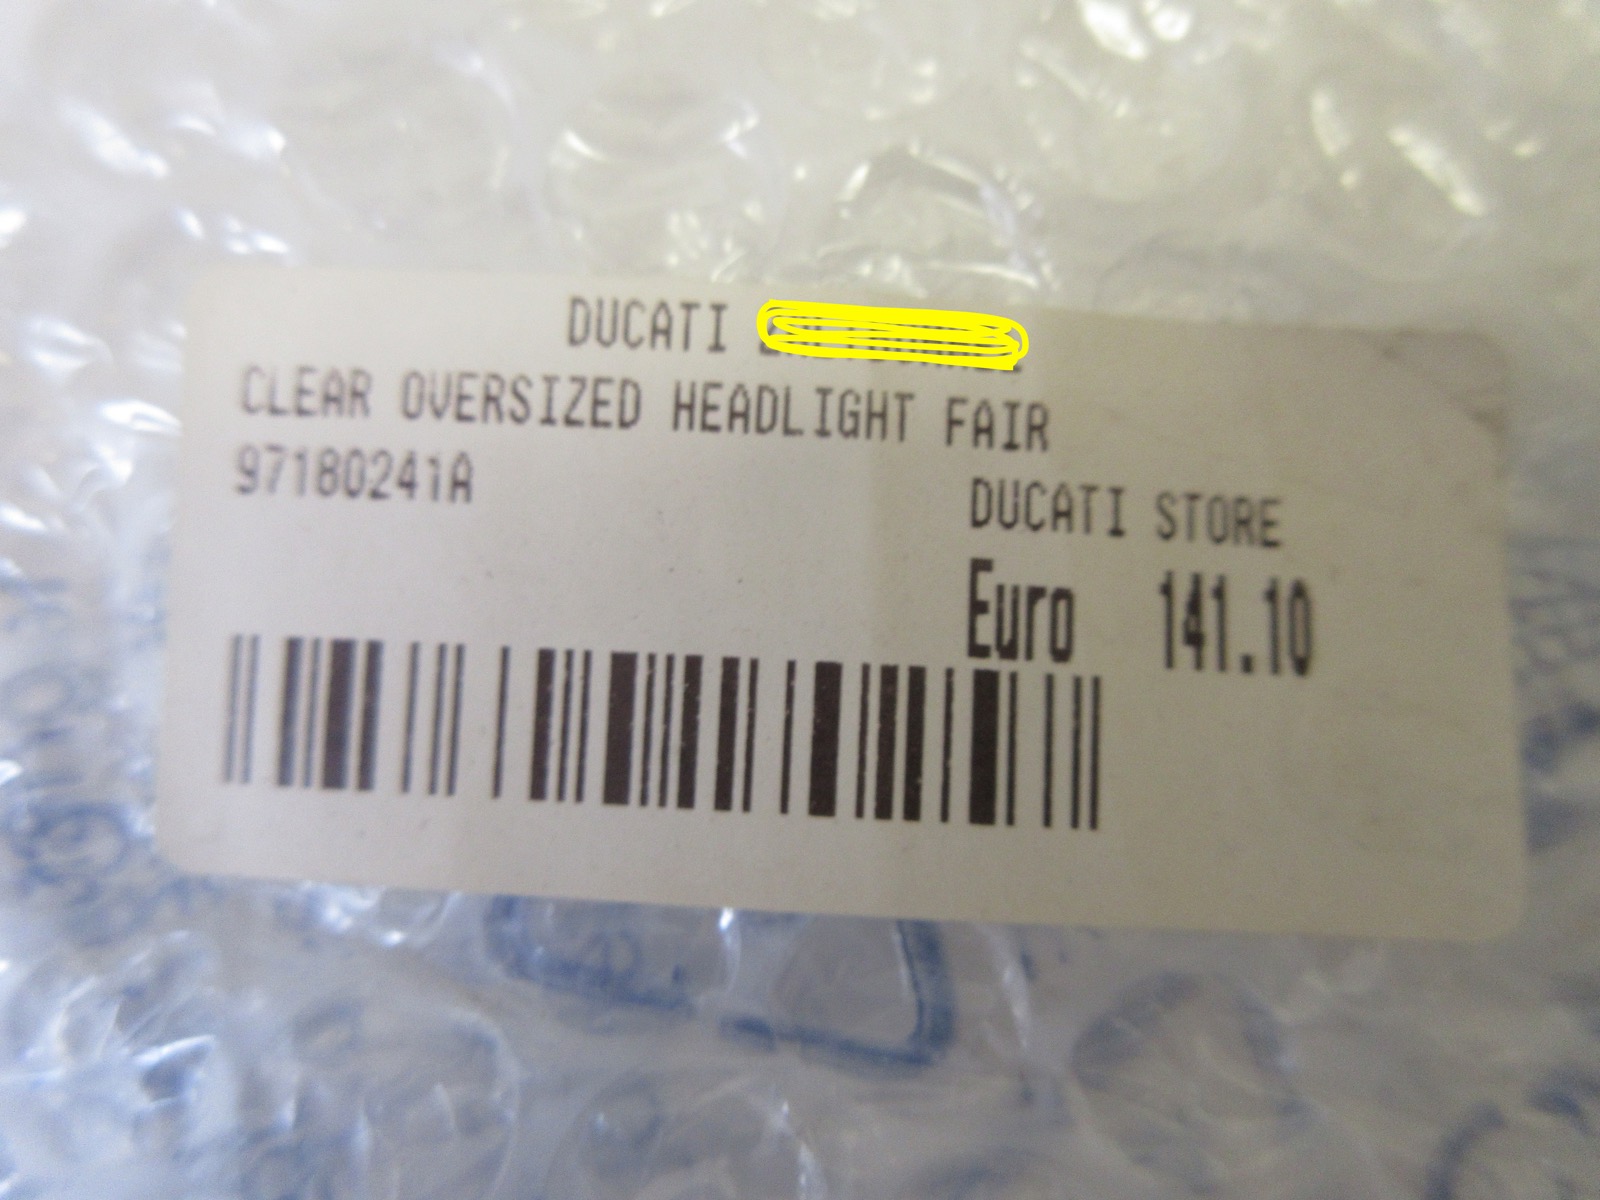 DUCATI
CLEAR OVERSIZED HEADLIGHT FAIR
97180241A
DUCATI STORE
Euro 141.10